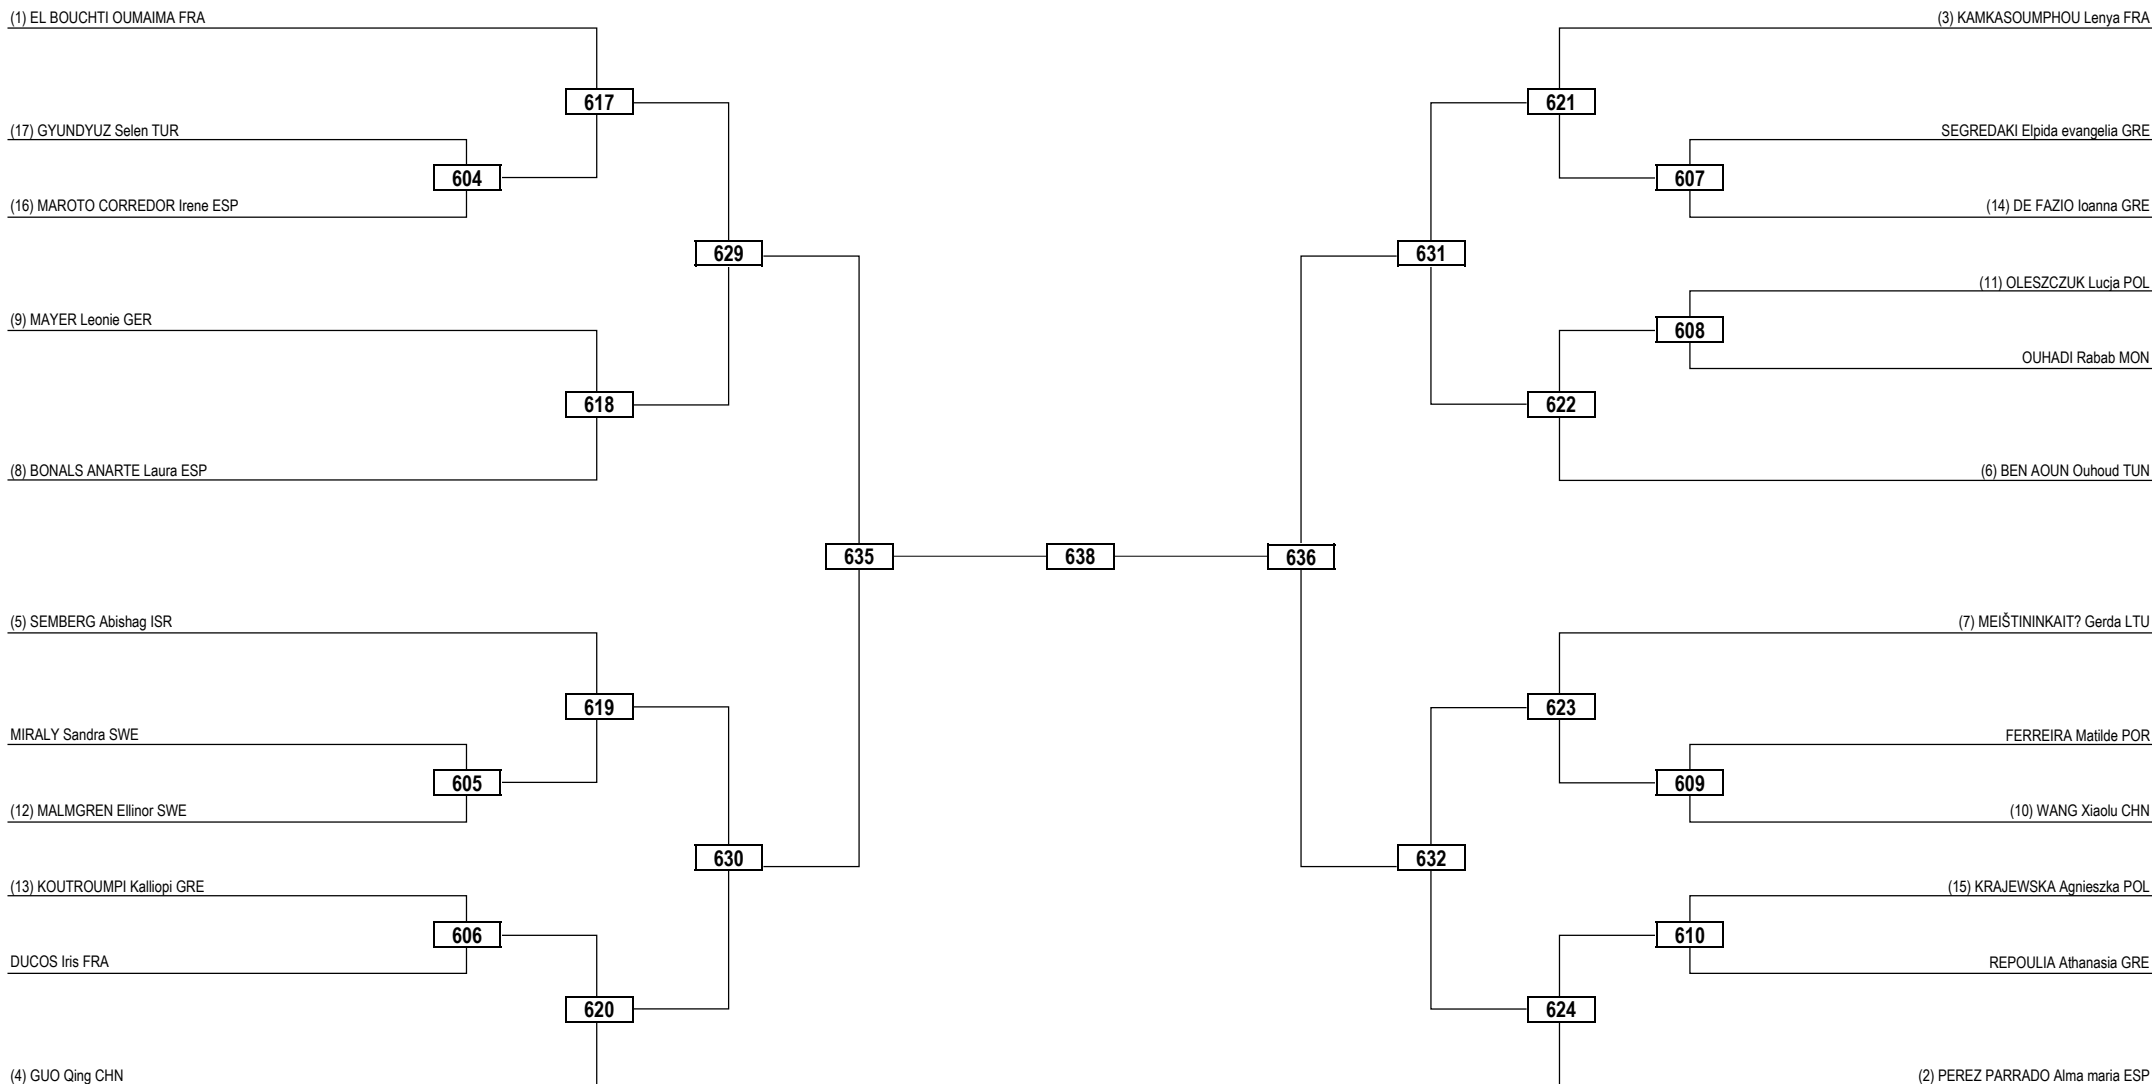 (1) EL BOUCHTI OUMAIMA FRA
(3) KAMKASOUMPHOU Lenya FRA
617
621
(17) GYUNDYUZ Selen TUR
SEGREDAKI Elpida evangelia GRE
604
607
(16) MAROTO CORREDOR Irene ESP
(14) DE FAZIO Ioanna GRE
629
631
(11) OLESZCZUK Lucja POL
(9) MAYER Leonie GER
608
OUHADI Rabab MON
618
622
(8) BONALS ANARTE Laura ESP
(6) BEN AOUN Ouhoud TUN
635
638
636
(5) SEMBERG Abishag ISR
(7) MEIŠTININKAIT? Gerda LTU
619
623
MIRALY Sandra SWE
FERREIRA Matilde POR
605
609
(12) MALMGREN Ellinor SWE
(10) WANG Xiaolu CHN
630
632
(13) KOUTROUMPI Kalliopi GRE
(15) KRAJEWSKA Agnieszka POL
606
610
DUCOS Iris FRA
REPOULIA Athanasia GRE
620
624
(4) GUO Qing CHN
(2) PEREZ PARRADO Alma maria ESP